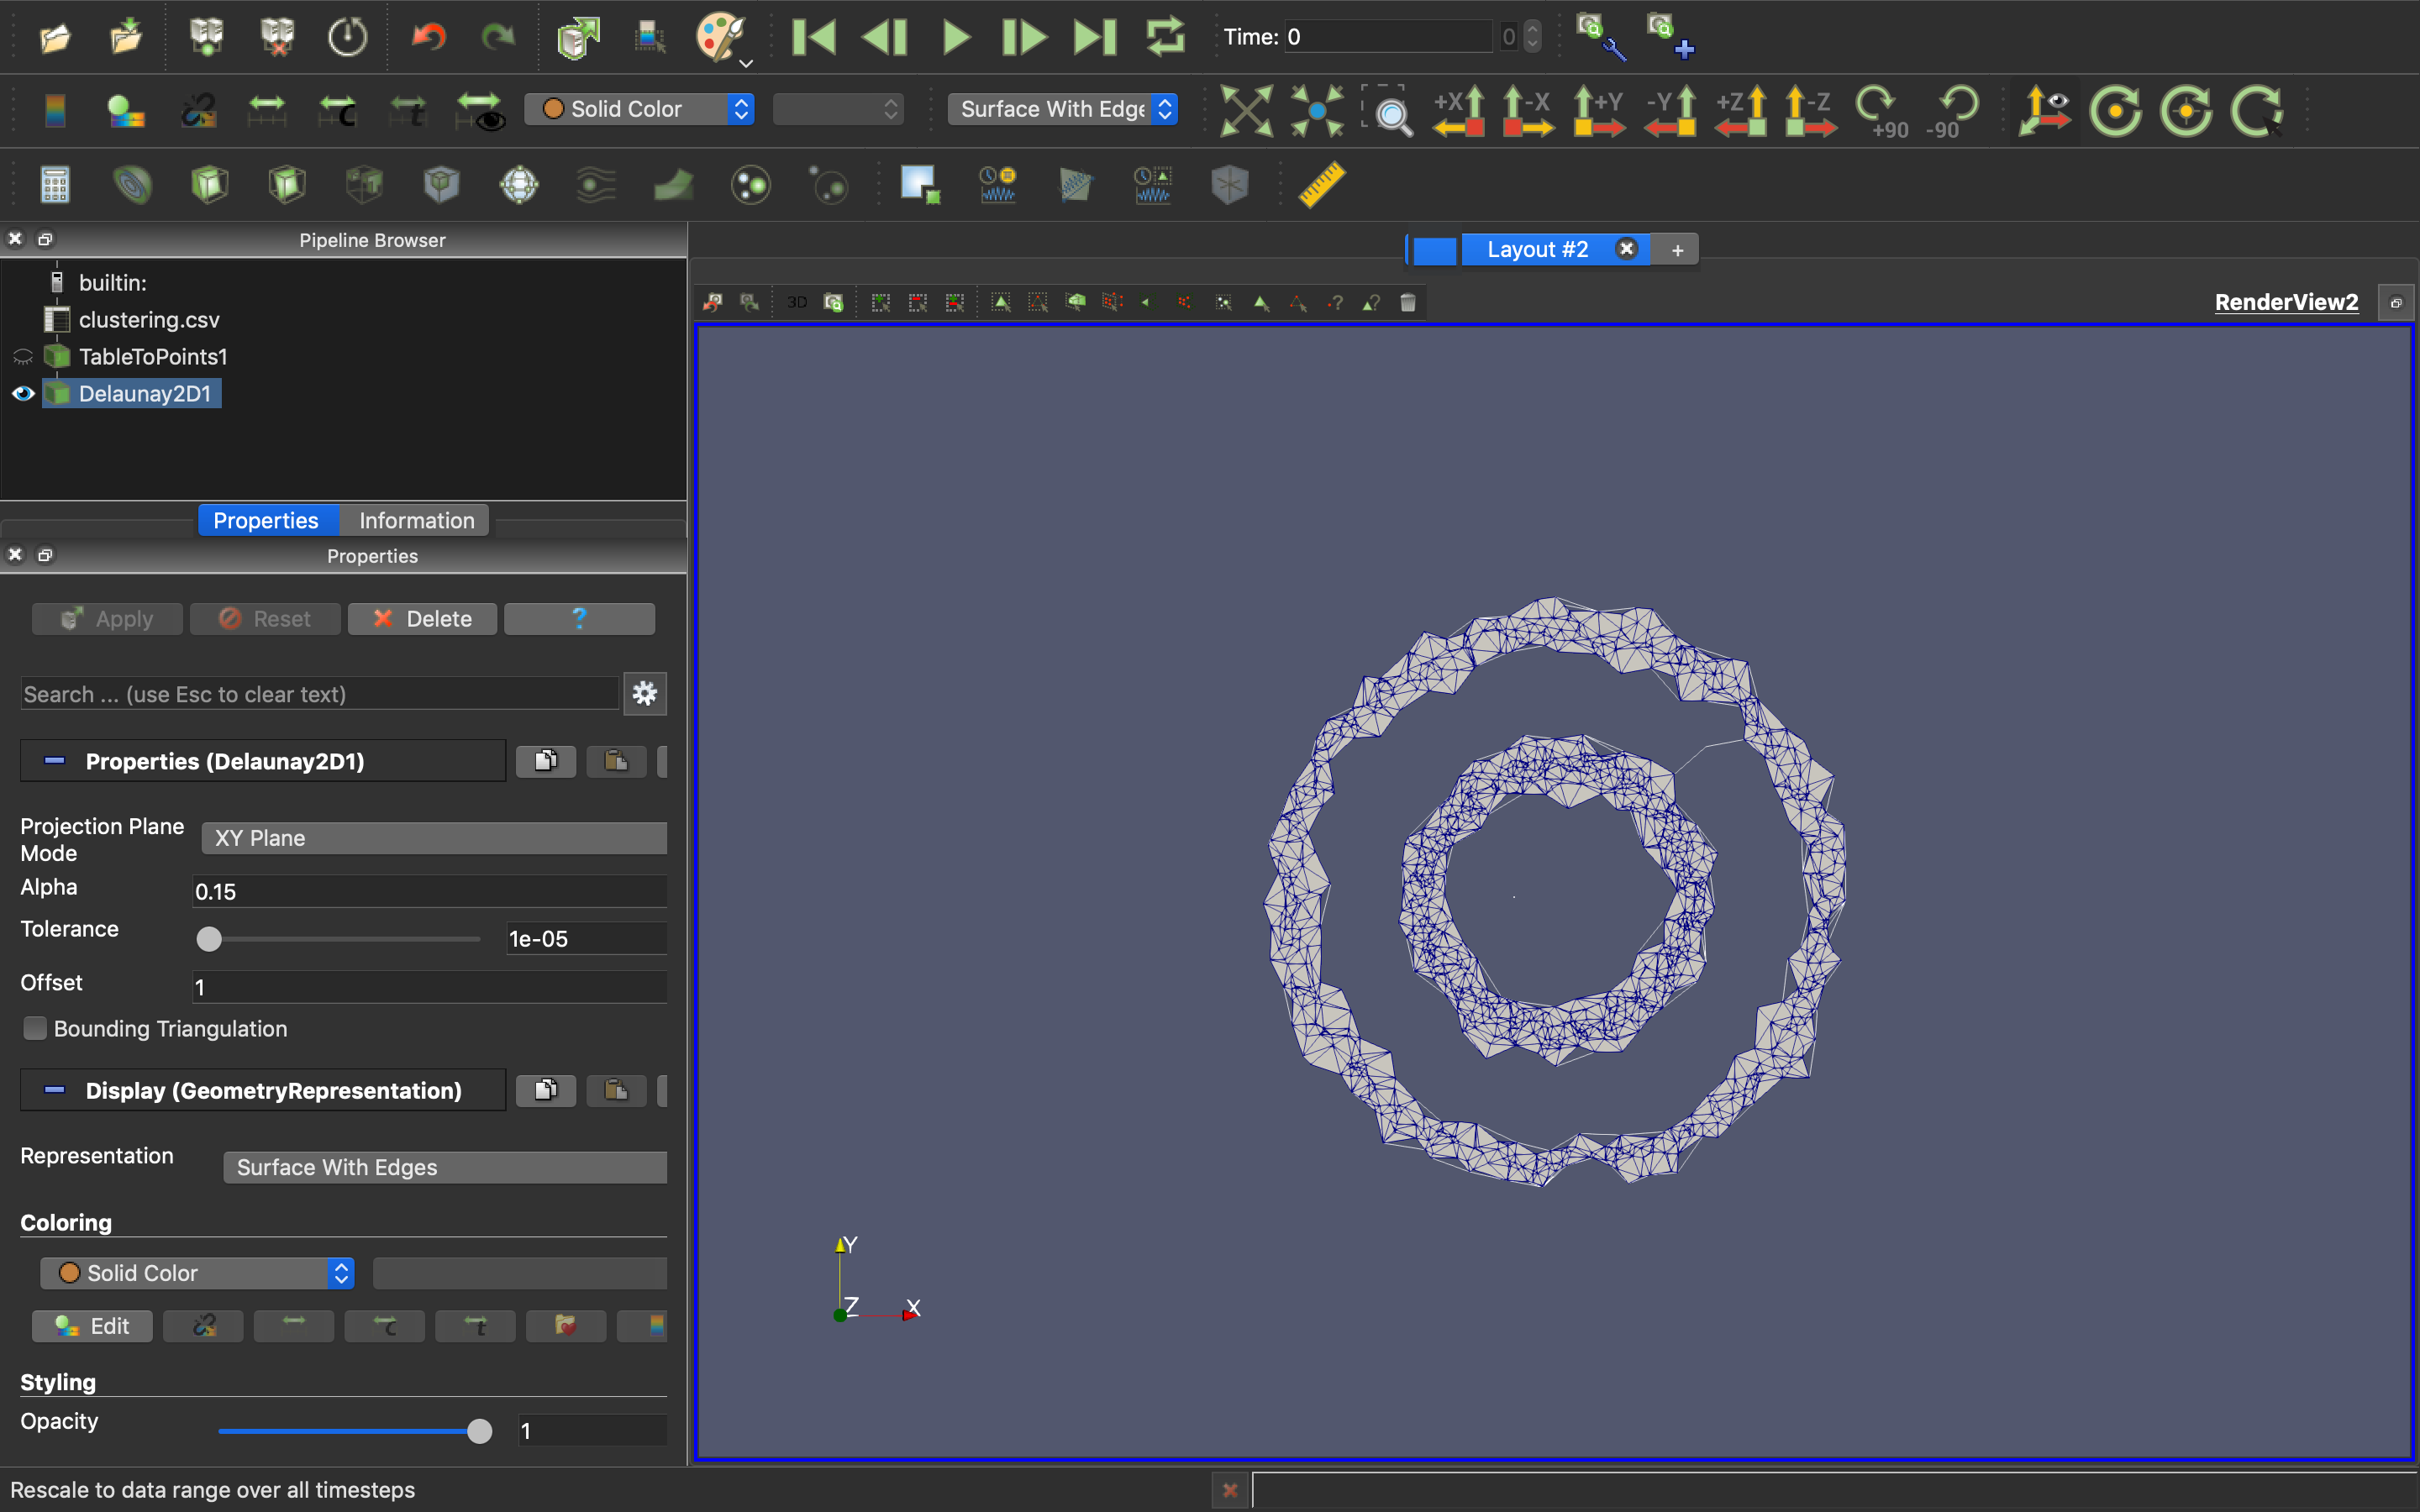 Time: 0 0
C t Solid Color Surface With Edge +X -X +Y -Y +Z -Z +90 -90
Pipeline Browser
builtin:
clustering.csv
TableToPoints1
Delaunay2D1
Properties Information
Properties
Apply Reset Delete ?
Search ... (use Esc to clear text)
Properties (Delaunay2D1)
Projection Plane
Mode
XY Plane
Alpha 0.15
Tolerance 1e-05
Offset 1
Bounding Triangulation
Display (GeometryRepresentation)
Representation Surface With Edges
Coloring
Solid Color
Edit C t
Styling
Opacity 1
Layout #2 +
3D ? ? RenderView2
Y
Z X
Rescale to data range over all timesteps